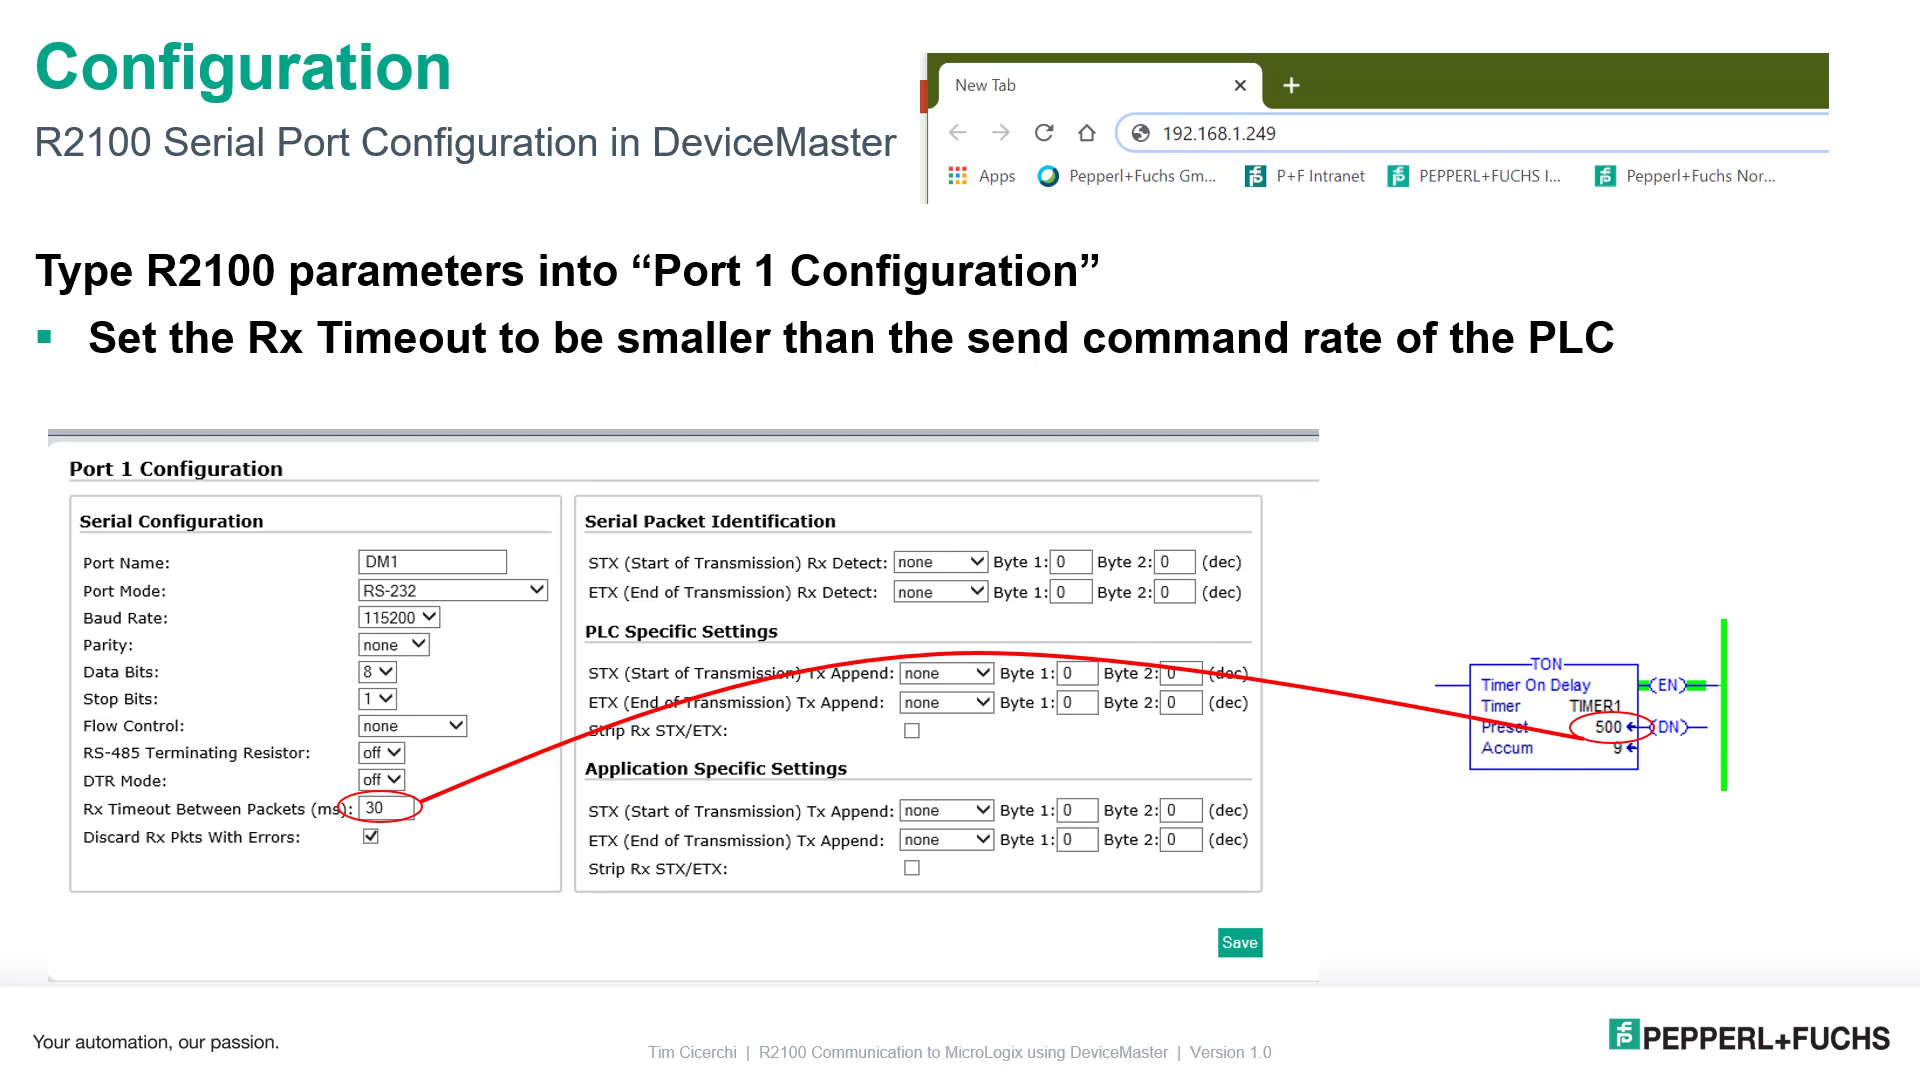 Configuration
R2100 Serial Port Configuration in DeviceMaster
New Tab
192.168.1.249
Apps Pepperl+Fuchs Gm... P+F Intranet PEPPERL+FUCHS I... Pepperl+Fuchs Nor...
Type R2100 parameters into “Port 1 Configuration”
Set the Rx Timeout to be smaller than the send command rate of the PLC
Port 1 Configuration
Serial Configuration
Port Name: DM1
Port Mode: RS-232
Baud Rate: 115200
Parity: none
Data Bits: 8
Stop Bits: 1
Flow Control: none
RS-485 Terminating Resistor: off
DTR Mode: off
Rx Timeout Between Packets (ms): 30
Discard Rx Pkts With Errors:
Serial Packet Identification
STX (Start of Transmission) Rx Detect: none Byte 1: 0 Byte 2: 0 (dec)
ETX (End of Transmission) Rx Detect: none Byte 1: 0 Byte 2: 0 (dec)
PLC Specific Settings
STX (Start of Transmission) Tx Append: none Byte 1: 0 Byte 2: 0 (dec)
ETX (End of Transmission) Tx Append: none Byte 1: 0 Byte 2: 0 (dec)
Strip Rx STX/ETX:
Application Specific Settings
STX (Start of Transmission) Tx Append: none Byte 1: 0 Byte 2: 0 (dec)
ETX (End of Transmission) Tx Append: none Byte 1: 0 Byte 2: 0 (dec)
Strip Rx STX/ETX:
Save
TON
Timer On Delay (EN)
Timer TIMER1
Preset 500 (DN)
Accum 9
Your automation, our passion.
Tim Cicerchi | R2100 Communication to MicroLogix using DeviceMaster | Version 1.0
PEPPERL+FUCHS